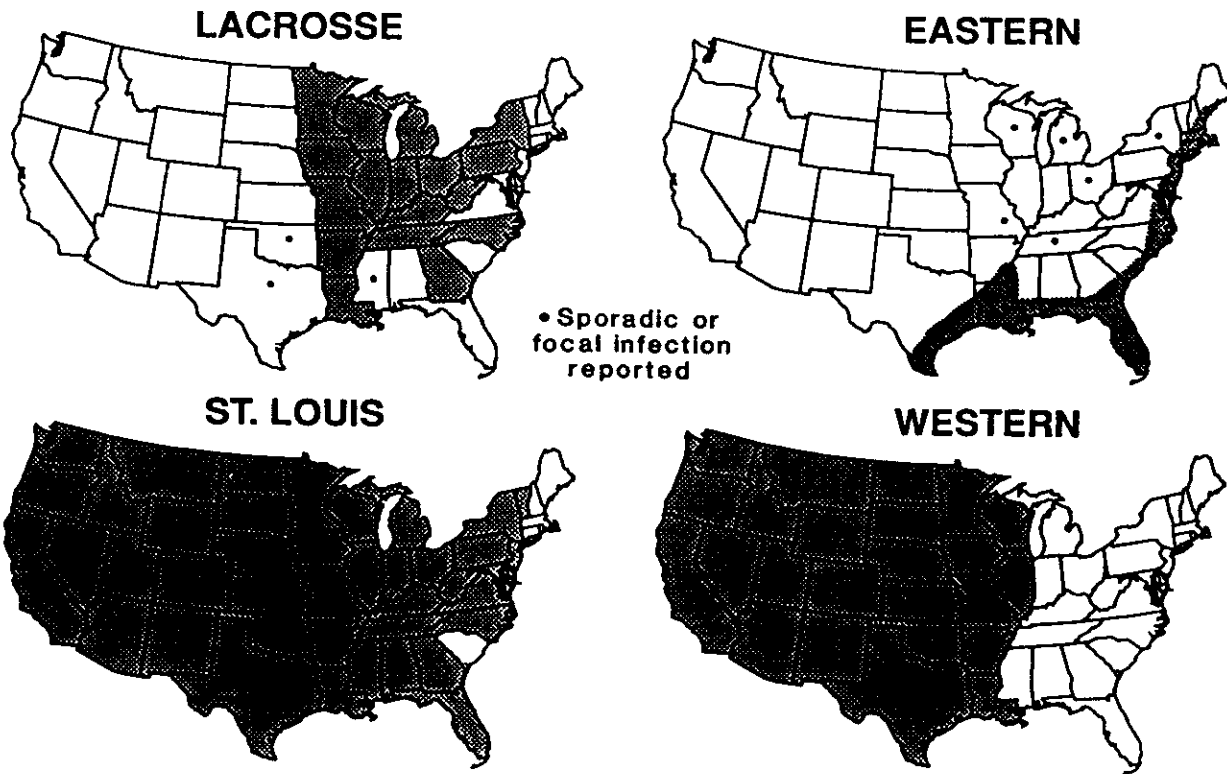 LACROSSE
EASTERN
• Sporadic or
focal infection
reported
ST. LOUIS
WESTERN